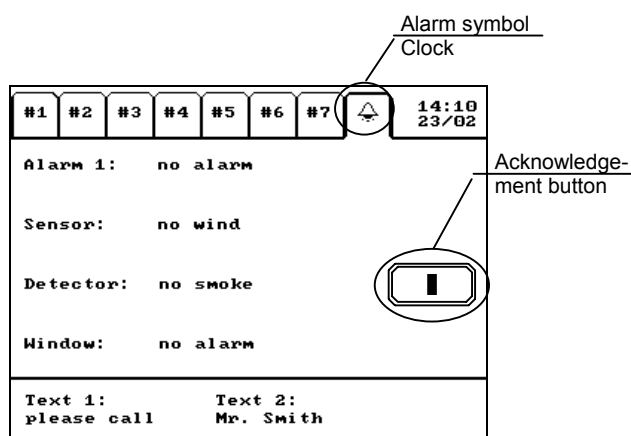 Alarm symbol
Clock
#1 #2 #3 #4 #5 #6 #7 14:10
23/02
Alarm 1: no alarm
Acknowledge-
ment button
Sensor: no wind
Detector: no smoke
Window: no alarm
Text 1: Text 2:
please call Mr. Smith